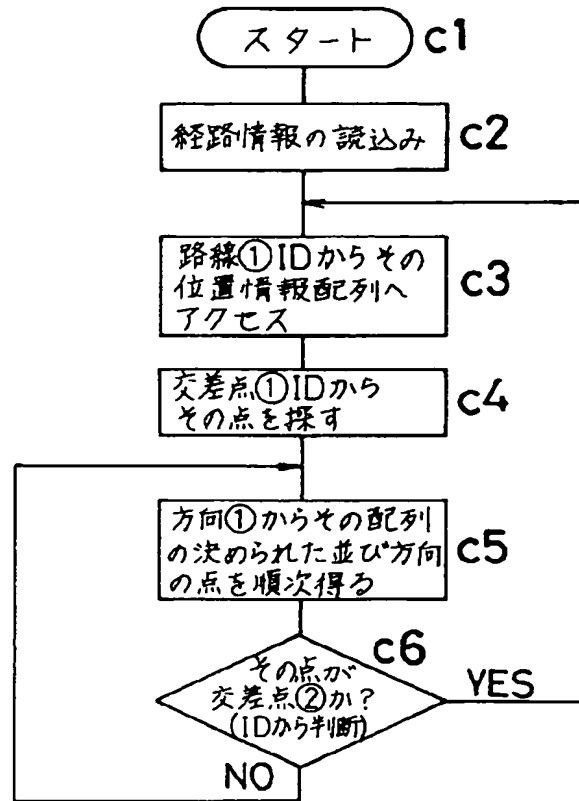 スタート c1
経路情報の読込み c2
路線①IDからその
位置情報配列へ
アクセス
c3
交差点①IDから
その点を探す
c4
方向①からその配列
の決められた並び方向
の点を順次得る
c5
c6
その点が
交差点②か?
(IDから判断)
YES
NO